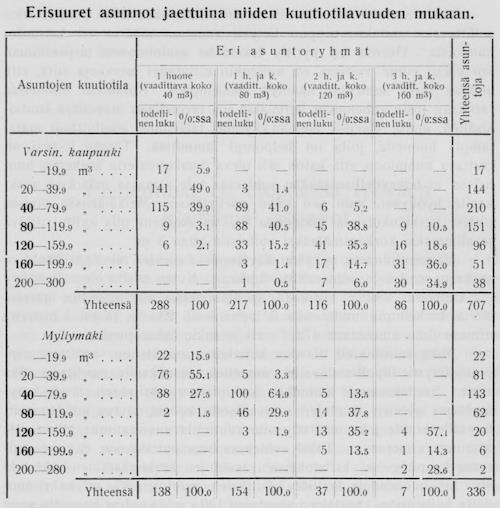 Erisuuret asunnot jaettuina niiden kuutiotilavuuden mukaan.
Asuntojen kuutiotila
Eri asuntoryhmät
Yhteensä asuntoja
1 huone (vaadittava koko 40 m3)
1 h. ja k. (vaaditt. koko 80 m3)
2 h. ja k. (vaaditt. koko 120 m3)
3 h. ja k. (vaaditt. koko 160 m3)
todellinen luku 0/0:ssa todellinen luku 0/0:ssa todellinen luku 0/0:ssa todellinen luku 0/0:ssa
Varsin. kaupunki
—19.9 m³ . . . . 17 5.9 17
20—39.9 „ . . . . 141 49 0 3 1.4 144
40—79.9 „ . . . . 115 39.9 89 41.0 6 5.2 210
80—119.9 „ . . . . 9 3.1 88 40.5 45 38.8 9 10.5 151
120—159.9 „ . . . . 6 2.1 33 15.2 41 35.3 16 18.6 96
160—199.9 „ . . . . 3 1.4 17 14.7 31 36.0 51
200—300 „ . . . . 1 0.5 7 6.0 30 34.9 38
Yhteensä 288 100 217 100.0 116 100.0 86 100.0 707
Myllymäki
—19.9 m³ . . . . 22 15.9 22
20—39.9 „ . . . . 76 55.1 5 3.3 81
40—79.9 „ . . . . 38 27.5 100 64.9 5 13.5 143
80—119.9 „ . . . . 2 1.5 46 29.9 14 37.8 62
120—159.9 „ . . . . 3 1.9 13 35.2 4 57.1 20
160—199.9 „ . . . . 5 13.5 1 14.3 6
200—280 „ . . . . 2 28.6 2
Yhteensä 138 100.0 154 100.0 37 100.0 7 100.0 336